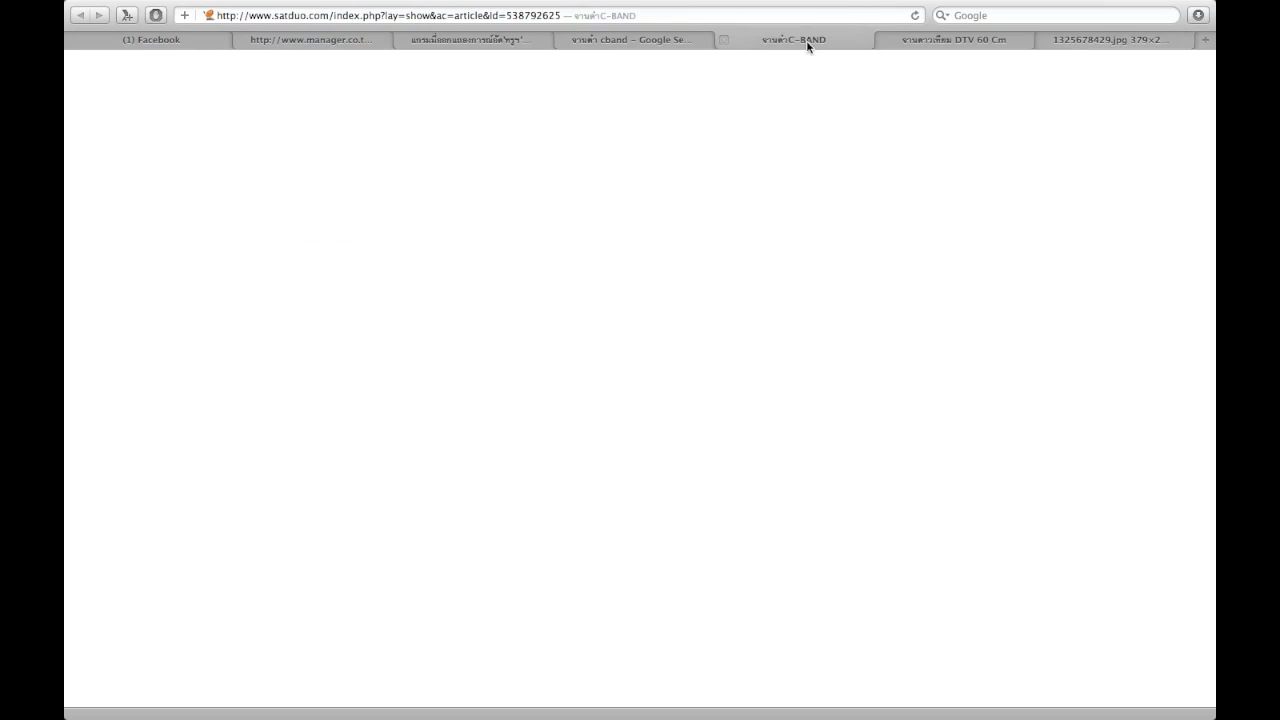 http://www.satduo.com/index.php?lay=show&ac=article&Id=538792625 — จานดำC-BAND
Google
(1) Facebook
http://www.manager.co.t...
จานดำ cband - Google Se...
จานดำC-BAND
จานดาวเทียม DTV 60 Cm
1325678429.jpg 379×2...